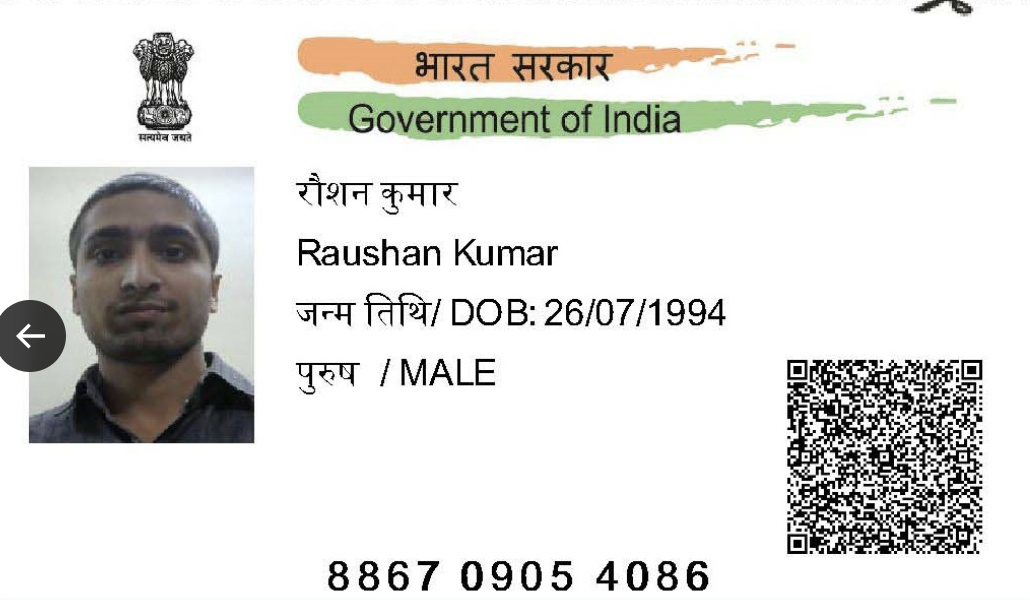 भारत सरकार
Government of India
सत्यमेव जयते
रौशन कुमार
Raushan Kumar
जन्म तिथि/ DOB: 26/07/1994
पुरुष / MALE
8867 0905 4086